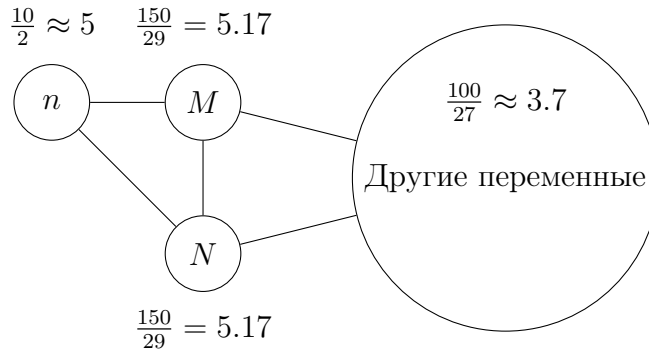 10/2 ≈ 5
150/29 = 5.17
n
M
100/27 ≈ 3.7
Другие переменные
N
150/29 = 5.17